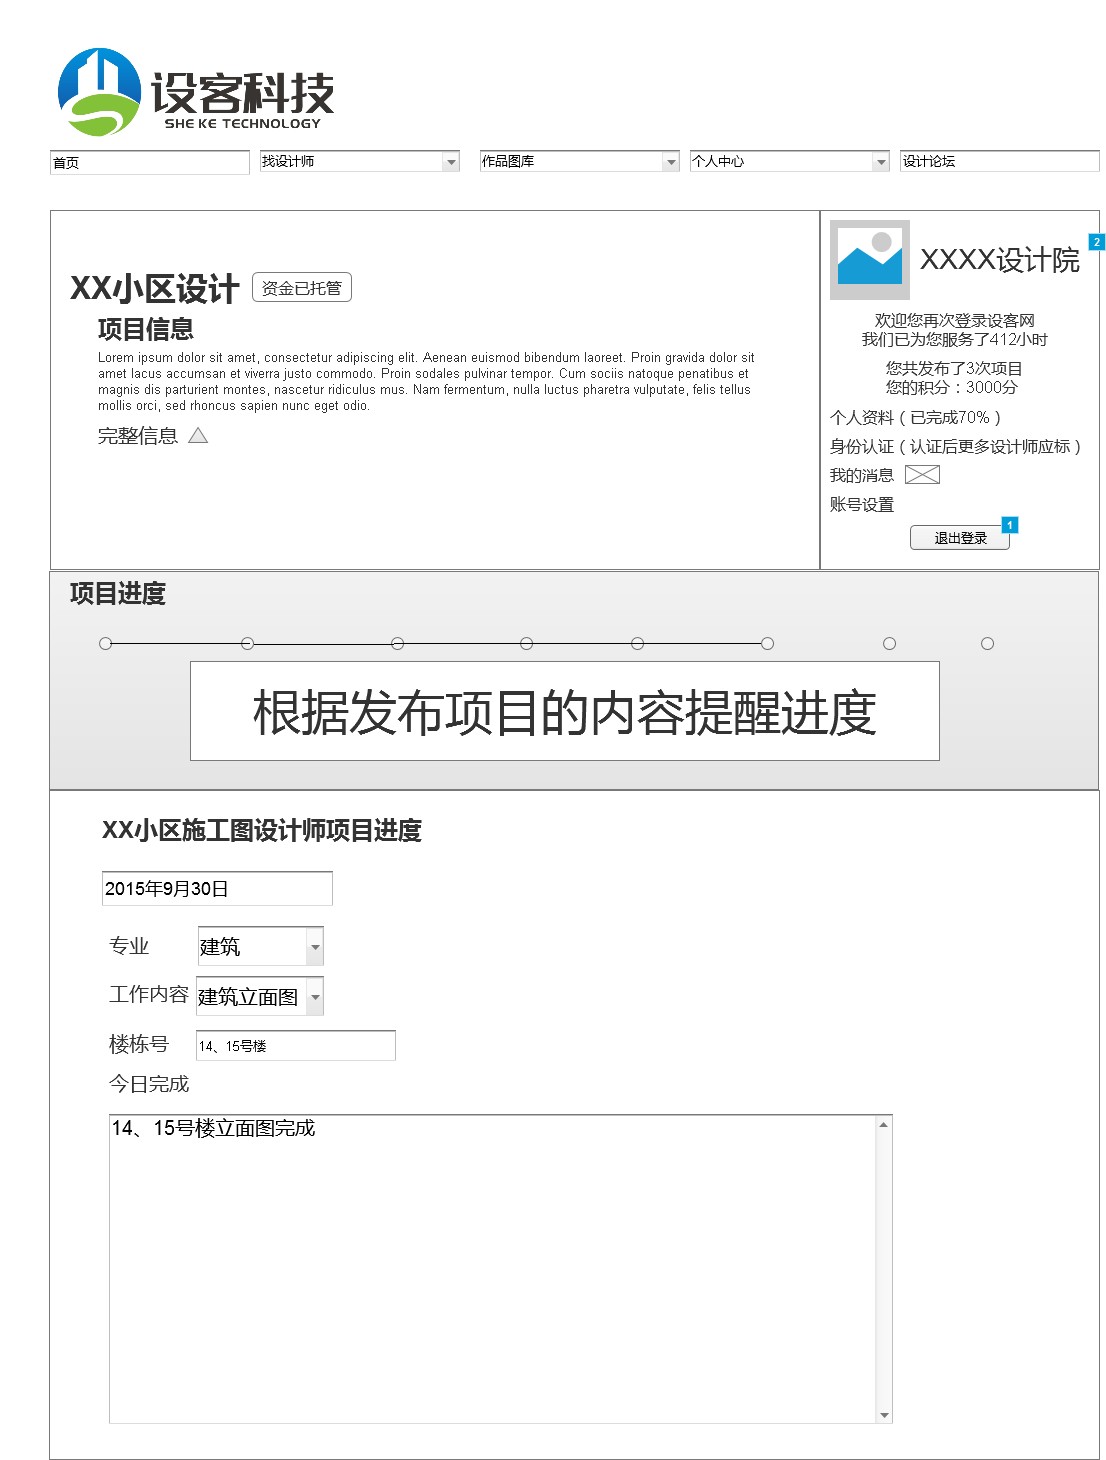 设客科技
SHE KE TECHNOLOGY
首页
找设计师
作品图库
个人中心
设计论坛
XX小区设计
资金已托管
项目信息
Lorem ipsum dolor sit amet, consectetur adipiscing elit. Aenean euismod bibendum laoreet. Proin gravida dolor sit
amet lacus accumsan et viverra justo commodo. Proin sodales pulvinar tempor. Cum sociis natoque penatibus et
magnis dis parturient montes, nascetur ridiculus mus. Nam fermentum, nulla luctus pharetra vulputate, felis tellus
mollis orci, sed rhoncus sapien nunc eget odio.
完整信息
XXXX设计院
2
欢迎您再次登录设客网
我们已为您服务了412小时
您共发布了3次项目
您的积分：3000分
个人资料（已完成70%）
身份认证（认证后更多设计师应标）
我的消息
账号设置
退出登录
1
项目进度
根据发布项目的内容提醒进度
XX小区施工图设计师项目进度
2015年9月30日
专业
建筑
工作内容
建筑立面图
楼栋号
14、15号楼
今日完成
14、15号楼立面图完成